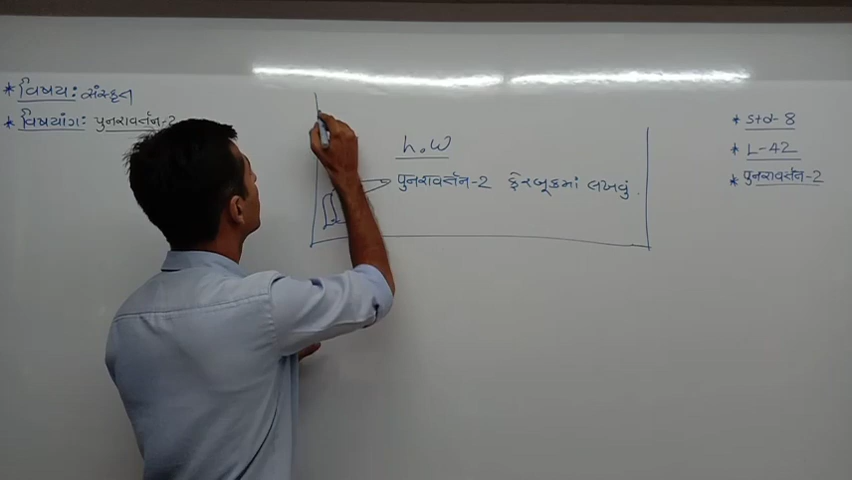 * વિષય: સંસ્કૃત
* વિષયાંગ: પુનરાવર્તન-2
h.w
પુનરાવર્તન-2 ફેરબૂકમાં લખવું.
* Std-8
* L-42
* પુનરાવર્તન-2